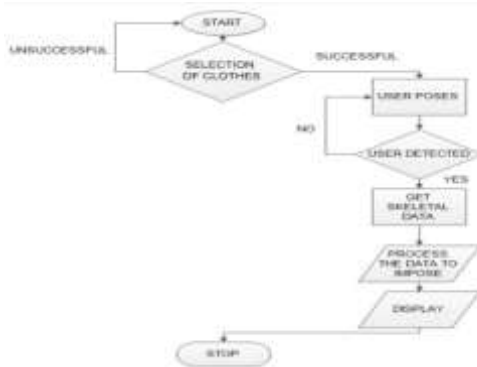 START
UNSUCCESSFUL
SELECTION
OF CLOTHES
SUCCESSFUL
USER POSES
NO
USER DETECTED
YES
GET
SKELETAL
DATA
PROCESS
THE DATA TO
IMPOSE
DISPLAY
STOP